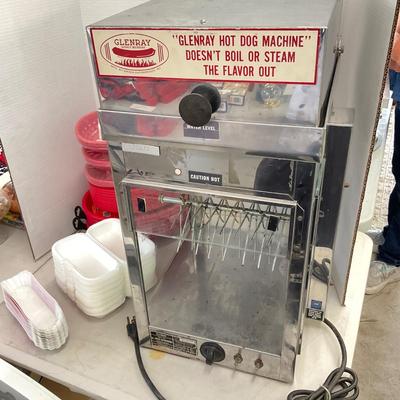 GLENRAY
"GLENRAY HOT DOG MACHINE"
DOESN'T BOIL OR STEAM
THE FLAVOR OUT
WATER LEVEL
CAUTION HOT